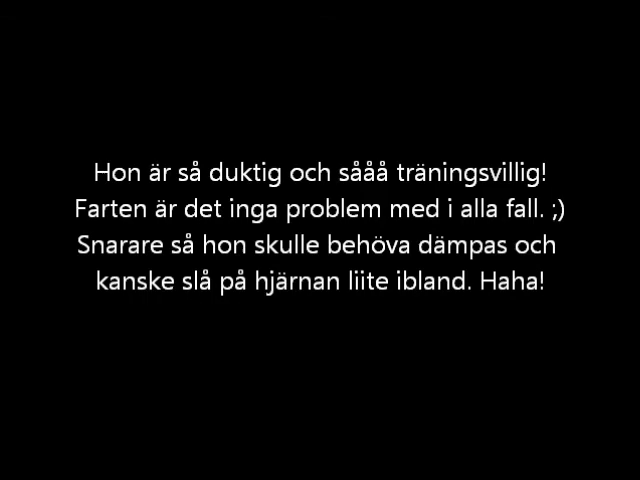 Hon är så duktig och sååå träningsvillig!
Farten är det inga problem med i alla fall. ;)
Snarare så hon skulle behöva dämpas och
kanske slå på hjärnan liite ibland. Haha!